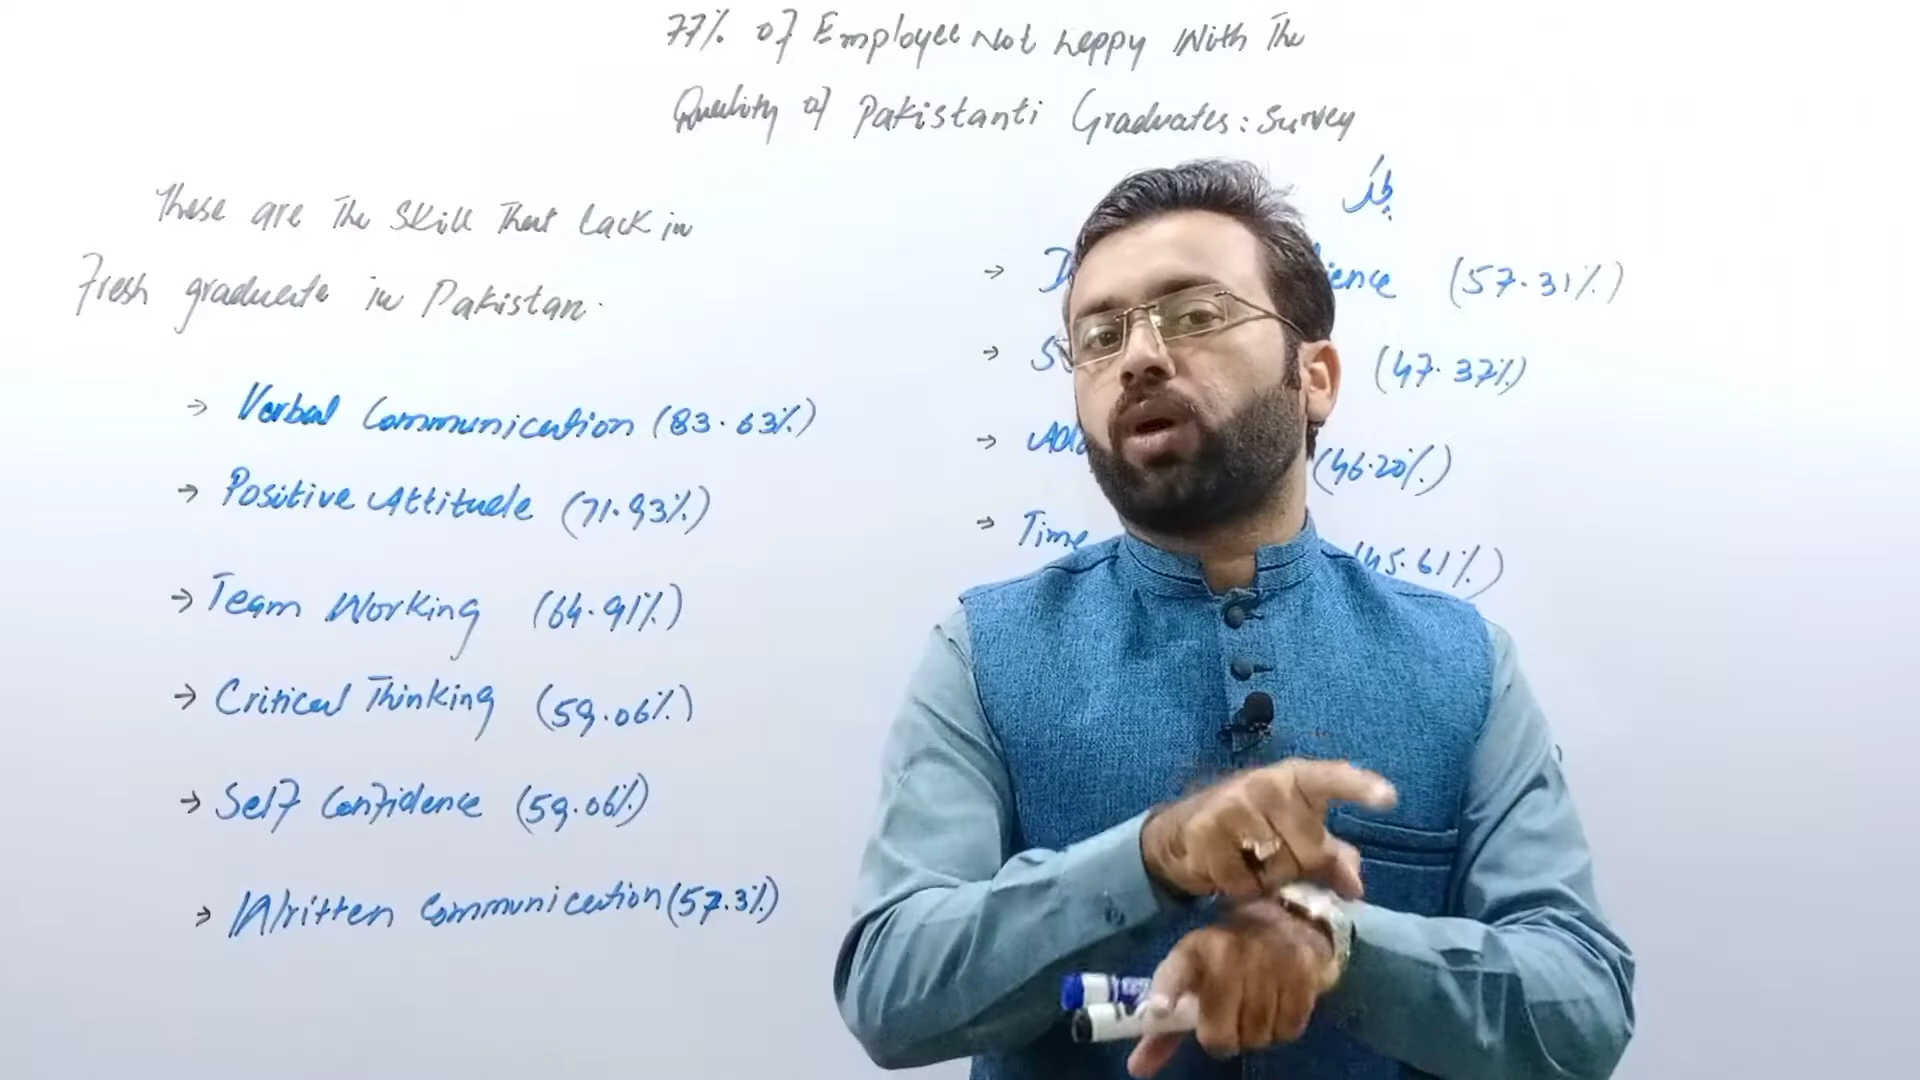 77% of Employee Not heppy With The
Quality of Pakistanti Graduates: Survey
These are The Skill That Lack in
Fresh graduate in Pakistan.
→ Verbal Communication (83.63%)
→ Positive Attitude (71.93%)
→ Team Working (64.91%)
→ Critical Thinking (59.06%)
→ Self Confidence (59.06%)
→ Written Communication (57.3%)
→ (57.31%)
→ (47.37%)
→ (46.20%)
→ Time (45.61%)